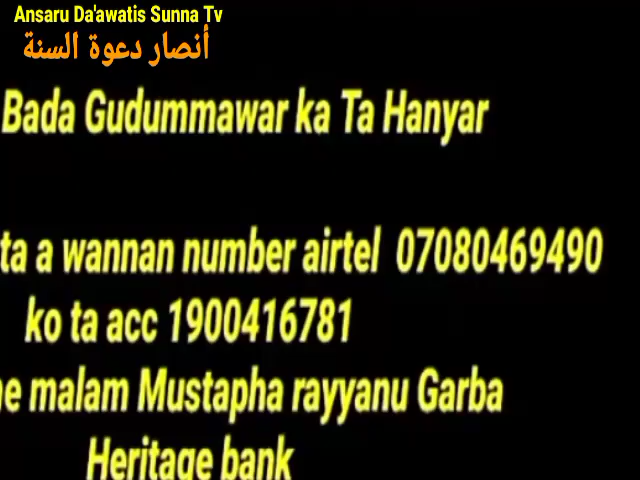 Ansaru Da'awatis Sunna Tv
أنصار دعوة السنة
Bada Gudummawar ka Ta Hanyar
ta a wannan number airtel 07080469490
ko ta acc 1900416781
malam Mustapha rayyanu Garba
Heritage bank